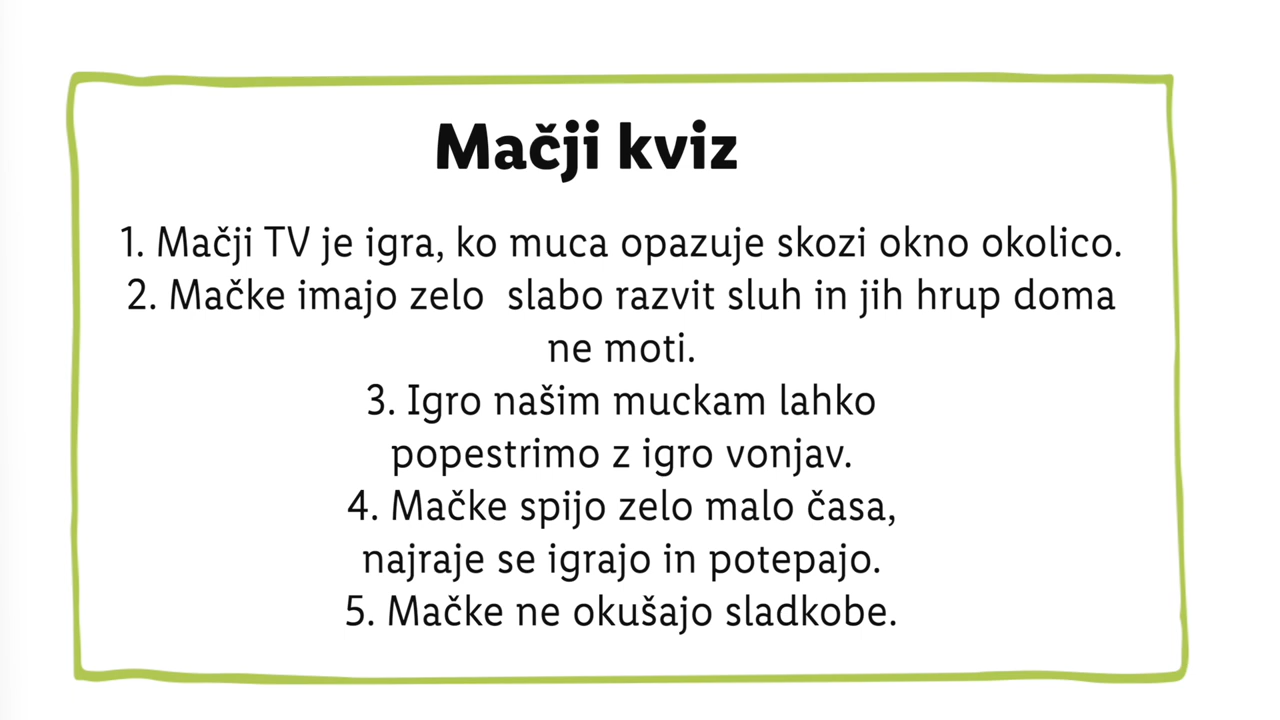 Mačji kviz
1. Mačji TV je igra, ko muca opazuje skozi okno okolico.
2. Mačke imajo zelo  slabo razvit sluh in jih hrup doma
ne moti.
3. Igro našim muckam lahko
popestrimo z igro vonjav.
4. Mačke spijo zelo malo časa,
najraje se igrajo in potepajo.
5. Mačke ne okušajo sladkobe.